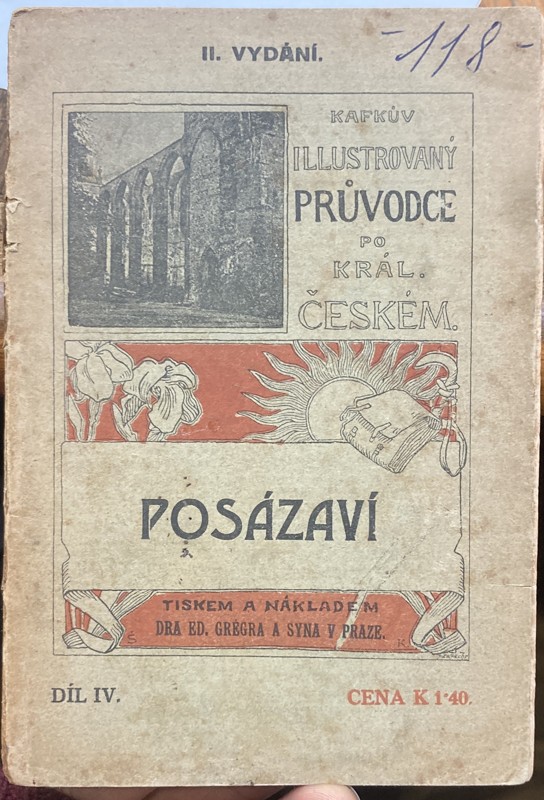 II. VYDÁNÍ.
-118-
KAFKŮV
ILLUSTROVANÝ
PRŮVODCE
PO
KRÁL.
ČESKÉM.
POSÁZAVÍ
TISKEM A NÁKLADEM
DRA ED. GRÉGRA A SYNA V PRAZE.
Š K
DÍL IV.
CENA K 1·40.